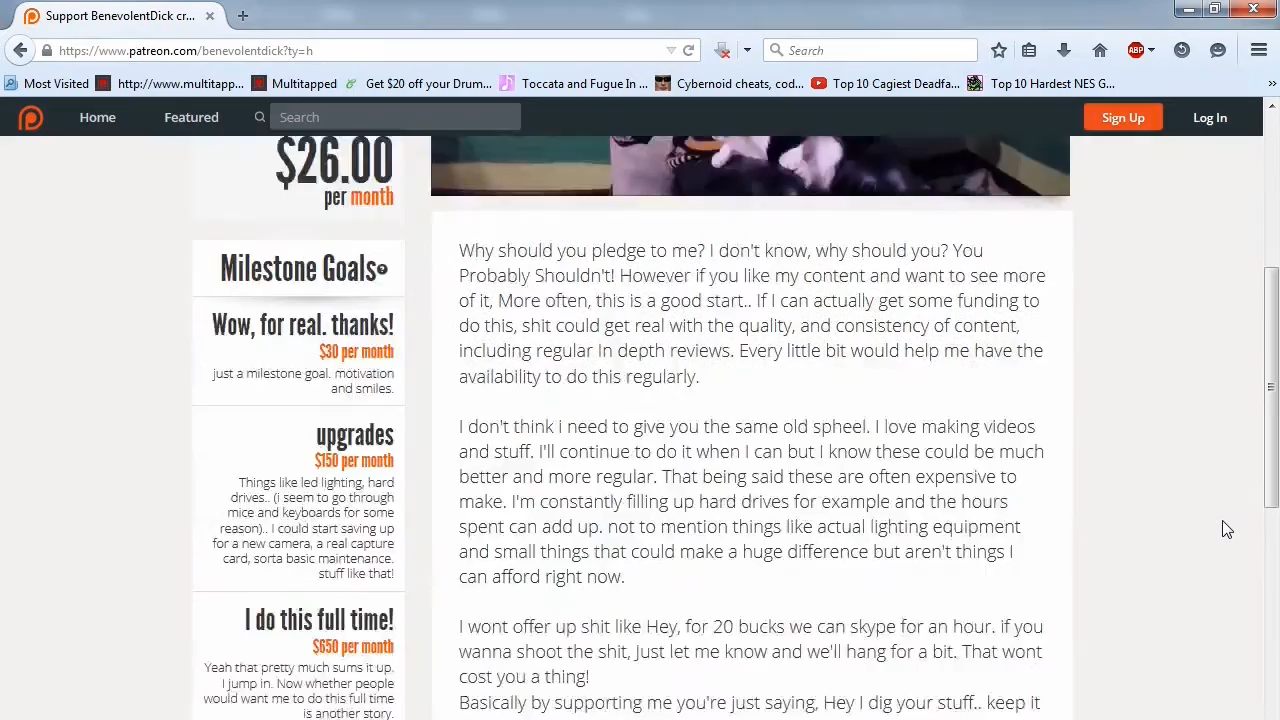 Support BenevolentDick cr...
https://www.patreon.com/benevolentdick?ty=h
Search
ABP
Most Visited
http://www.multitapp...
Multitapped
Get $20 off your Drum...
Toccata and Fugue In ...
Cybernoid cheats, cod...
Top 10 Cagiest Deadfa...
Top 10 Hardest NES G...
Home
Featured
Search
Sign Up
Log In
$26.00
per month
Milestone Goals
Wow, for real. thanks!
$30 per month
just a milestone goal. motivation
and smiles.
upgrades
$150 per month
Things like led lighting, hard
drives.. (i seem to go through
mice and keyboards for some
reason).. I could start saving up
for a new camera, a real capture
card, sorta basic maintenance.
stuff like that!
I do this full time!
$650 per month
Yeah that pretty much sums it up.
I jump in. Now whether people
would want me to do this full time
is another story.
Why should you pledge to me? I don't know, why should you? You
Probably Shouldn't! However if you like my content and want to see more
of it, More often, this is a good start.. If I can actually get some funding to
do this, shit could get real with the quality, and consistency of content,
including regular In depth reviews. Every little bit would help me have the
availability to do this regularly.
I don't think i need to give you the same old spheel. I love making videos
and stuff. I'll continue to do it when I can but I know these could be much
better and more regular. That being said these are often expensive to
make. I'm constantly filling up hard drives for example and the hours
spent can add up. not to mention things like actual lighting equipment
and small things that could make a huge difference but aren't things I
can afford right now.
I wont offer up shit like Hey, for 20 bucks we can skype for an hour. if you
wanna shoot the shit, Just let me know and we'll hang for a bit. That wont
cost you a thing!
Basically by supporting me you're just saying, Hey I dig your stuff.. keep it